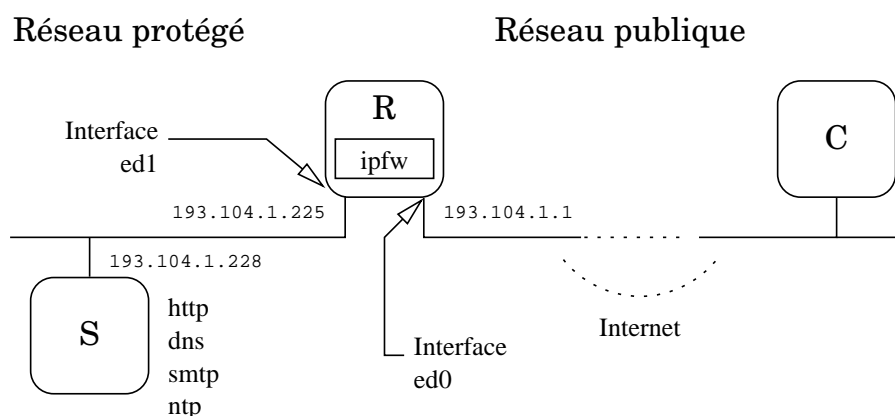 Réseau protégé
Réseau publique
R
ipfw
C
Interface
ed1
193.104.1.225
193.104.1.1
193.104.1.228
S
http
dns
smtp
ntp
Interface
ed0
Internet